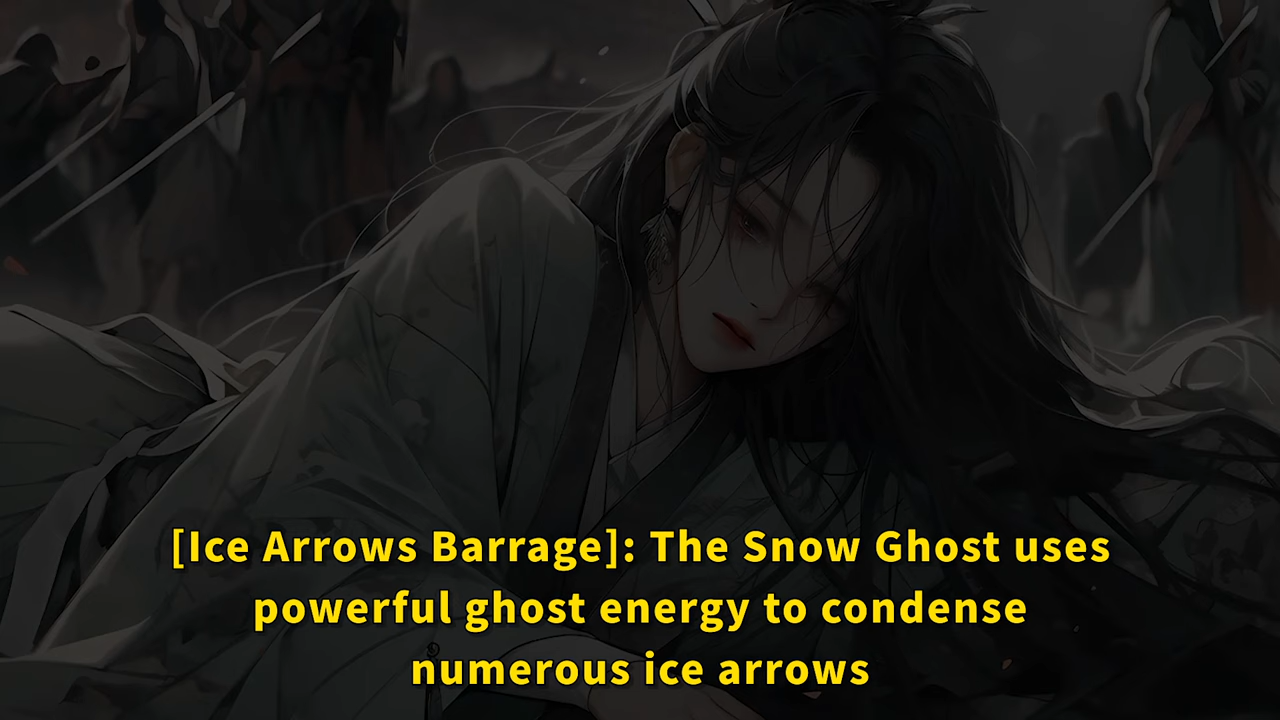 [Ice Arrows Barrage]: The Snow Ghost uses
powerful ghost energy to condense
numerous ice arrows